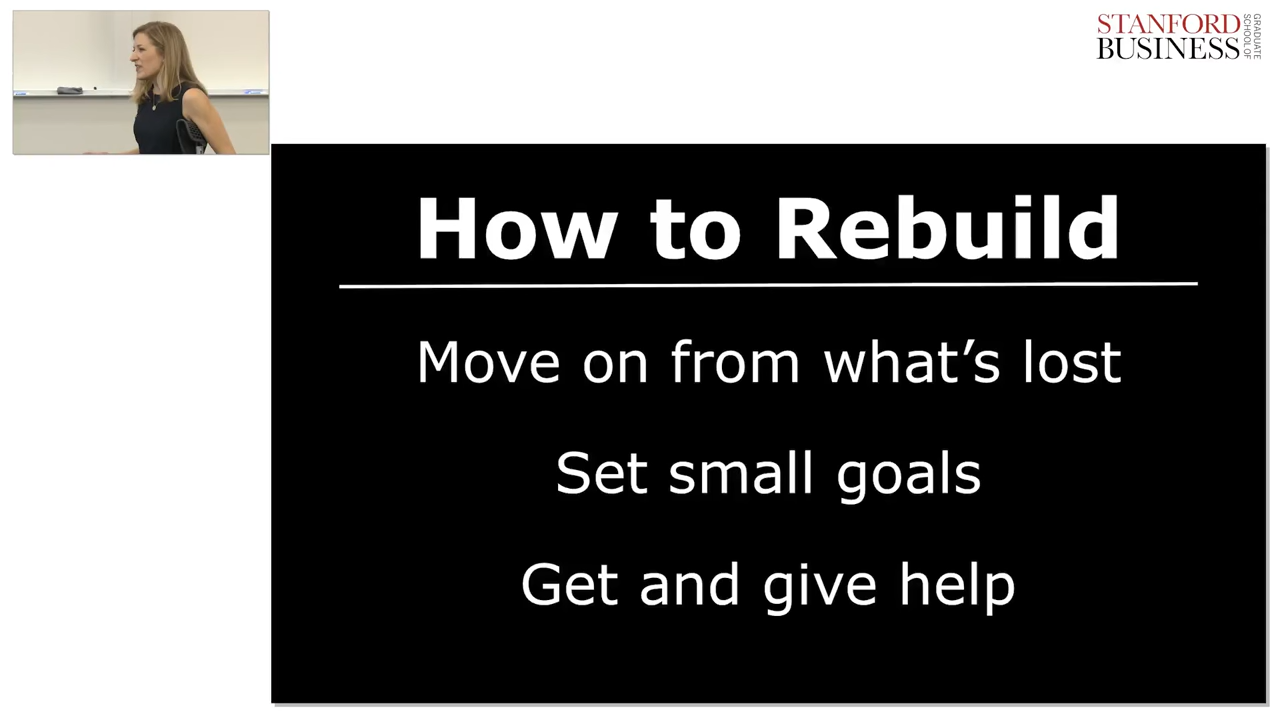 STANFORD
BUSINESS
GRADUATE
SCHOOL OF
How to Rebuild
Move on from what’s lost
Set small goals
Get and give help